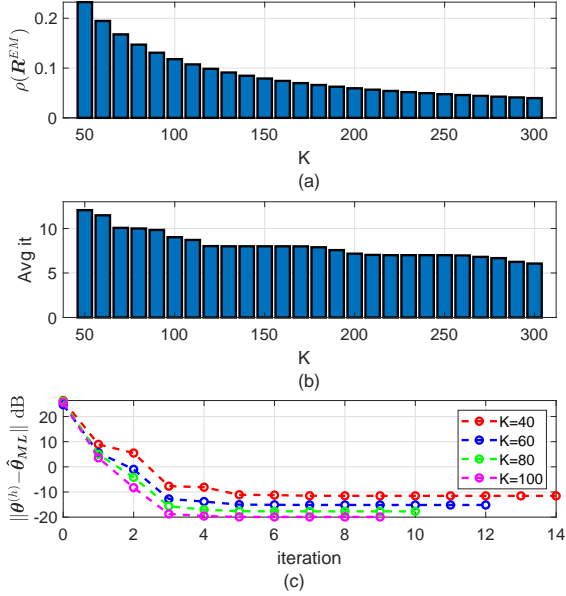 0.2
0.1
0
ρ(R^{EM})
50 100 150 200 250 300
K
(a)
10
5
0
Avg it
50 100 150 200 250 300
K
(b)
20
10
0
-10
-20
||θ^{(h)}−θ̂_{ML}|| dB
K=40
K=60
K=80
K=100
0 2 4 6 8 10 12 14
iteration
(c)